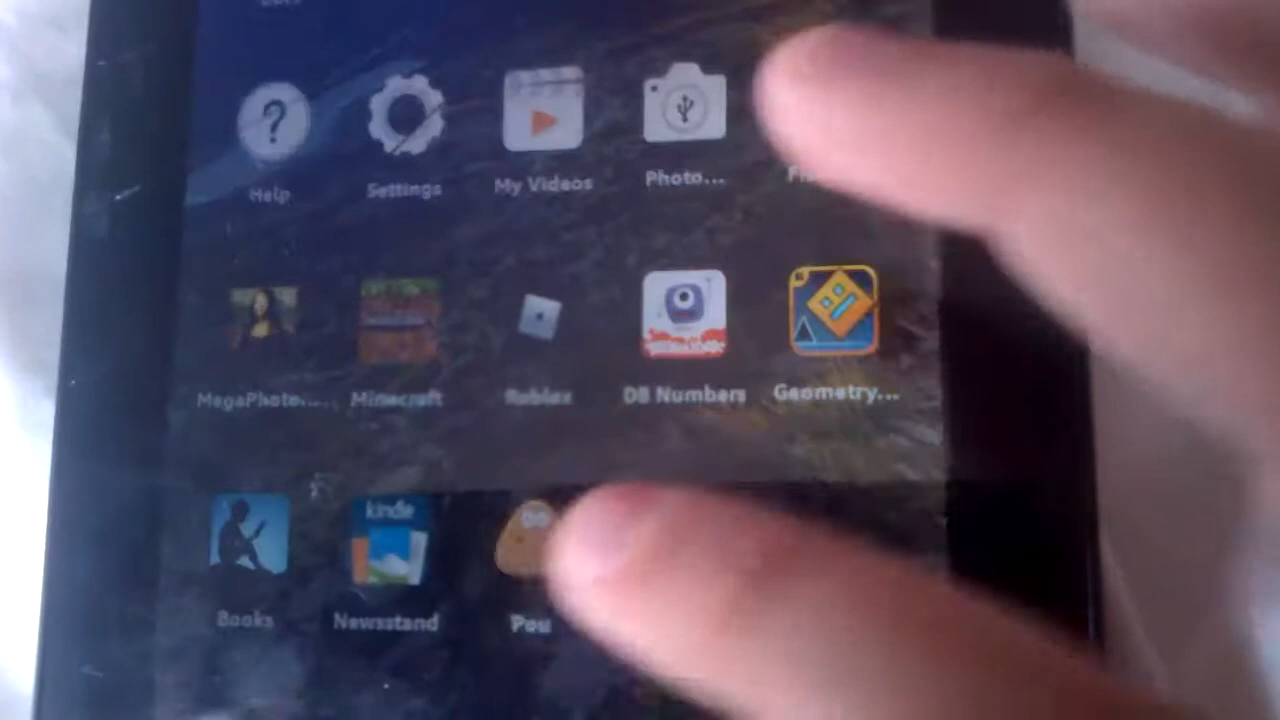 Help
Settings
My Videos
Photo...
MegaPhoto...
Minecraft
Roblox
DB Numbers
Geometry...
kindle
Books
Newsstand
Pou